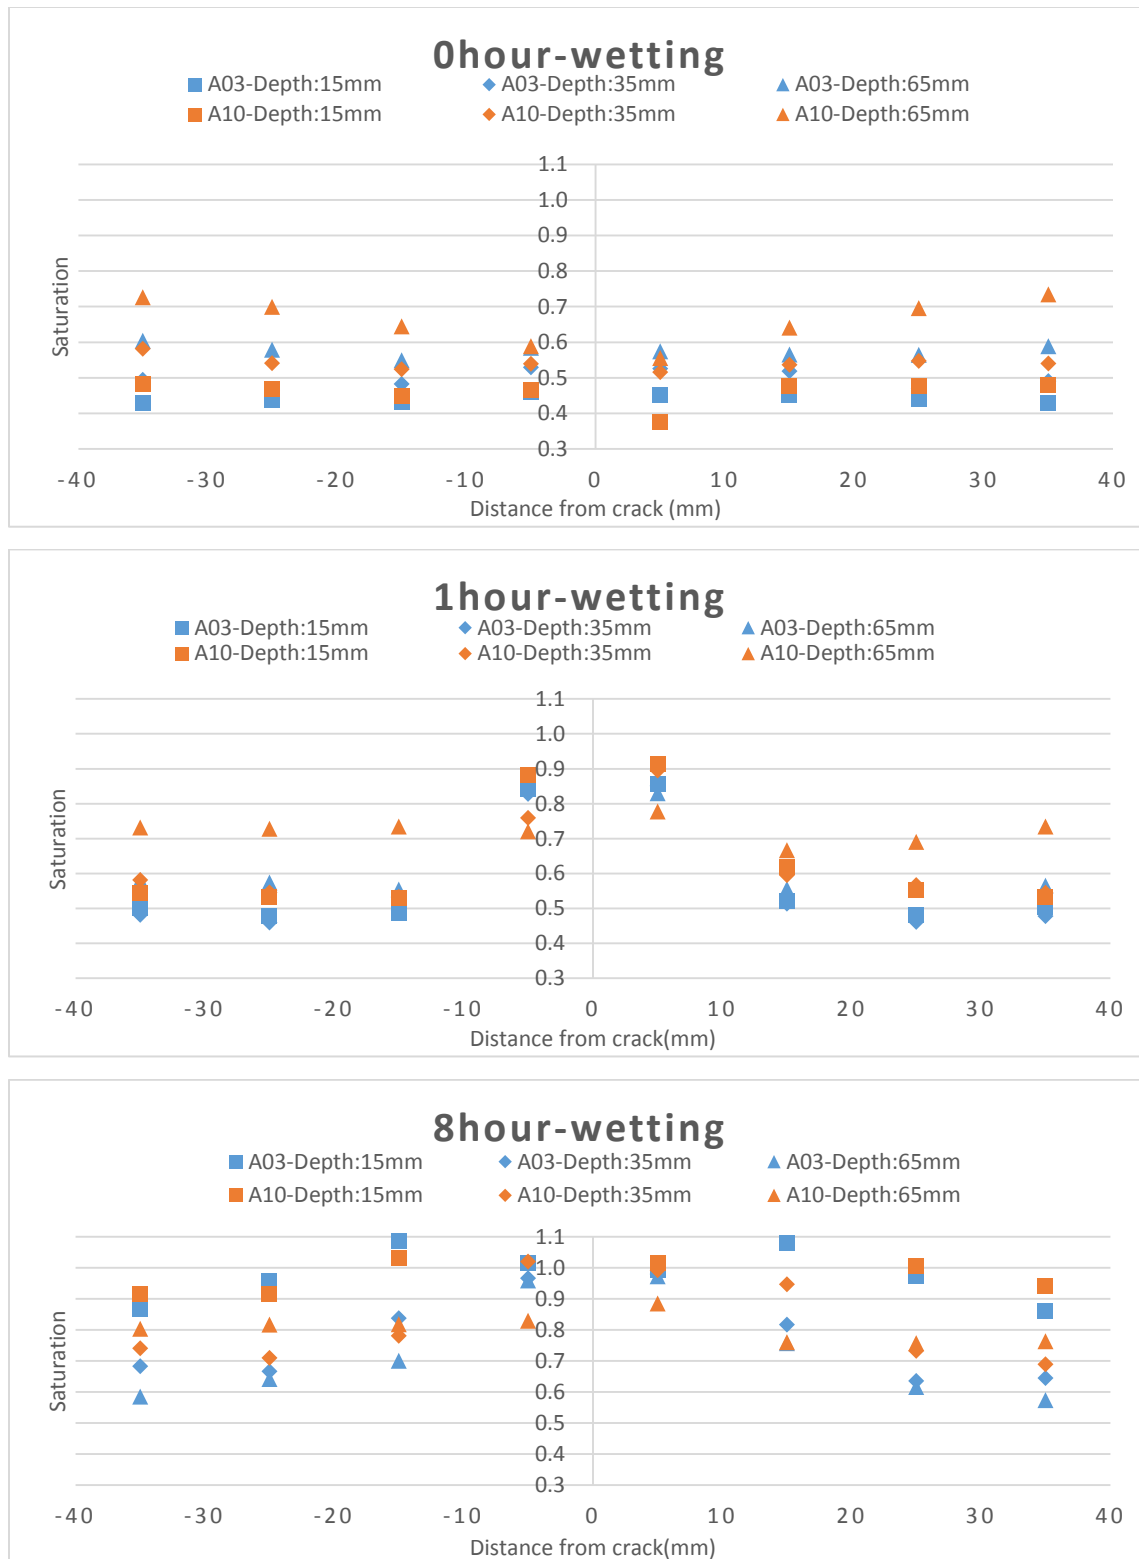 0hour-wetting
A03-Depth:15mm A03-Depth:35mm A03-Depth:65mm
A10-Depth:15mm A10-Depth:35mm A10-Depth:65mm
1.1
1.0
0.9
0.8
0.7
0.6
0.5
0.4
0.3
Saturation
-40 -30 -20 -10 0 10 20 30 40
Distance from crack (mm)
1hour-wetting
A03-Depth:15mm A03-Depth:35mm A03-Depth:65mm
A10-Depth:15mm A10-Depth:35mm A10-Depth:65mm
1.1
1.0
0.9
0.8
0.7
0.6
0.5
0.4
0.3
Saturation
-40 -30 -20 -10 0 10 20 30 40
Distance from crack(mm)
8hour-wetting
A03-Depth:15mm A03-Depth:35mm A03-Depth:65mm
A10-Depth:15mm A10-Depth:35mm A10-Depth:65mm
1.1
1.0
0.9
0.8
0.7
0.6
0.5
0.4
0.3
Saturation
-40 -30 -20 -10 0 10 20 30 40
Distance from crack(mm)